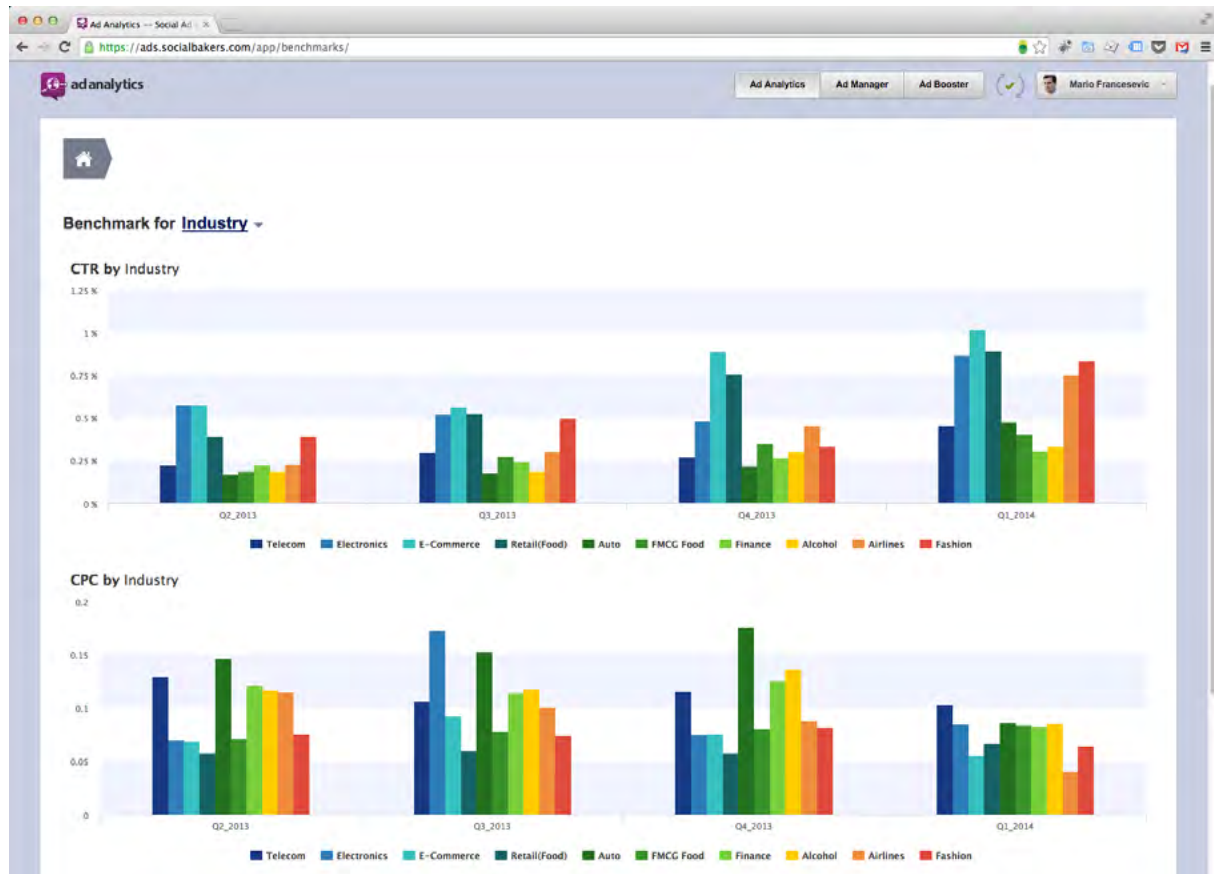 Ad Analytics — Social Ad
https://ads.socialbakers.com/app/benchmarks/
adanalytics
Ad Analytics Ad Manager Ad Booster Mario Francesevic
Benchmark for Industry
CTR by Industry
1.25 %
1 %
0.75 %
0.5 %
0.25 %
0 %
Q2_2013 Q3_2013 Q4_2013 Q1_2014
Telecom Electronics E-Commerce Retail(Food) Auto FMCG Food Finance Alcohol Airlines Fashion
CPC by Industry
0.2
0.15
0.1
0.05
0
Q2_2013 Q3_2013 Q4_2013 Q1_2014
Telecom Electronics E-Commerce Retail(Food) Auto FMCG Food Finance Alcohol Airlines Fashion